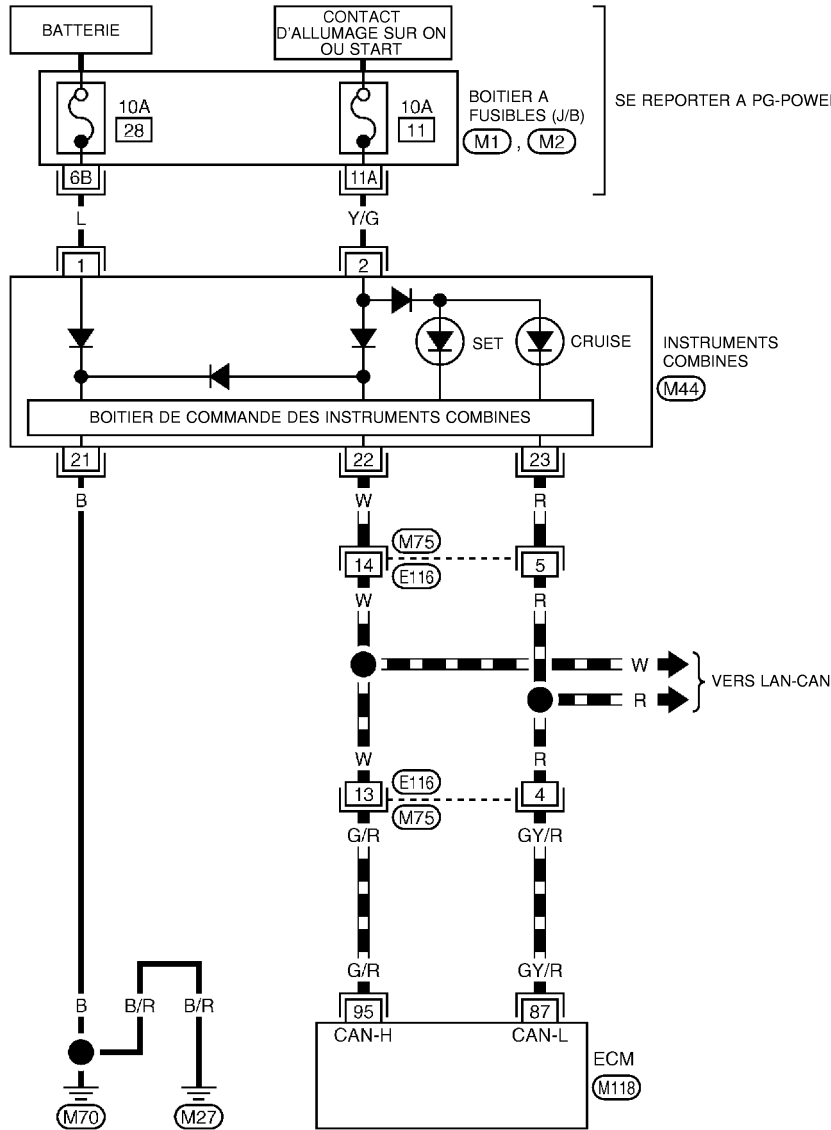 BATTERIE
CONTACT
D'ALLUMAGE SUR ON
OU START
10A
28
10A
11
BOITIER A
FUSIBLES (J/B)
M1 , M2
SE REPORTER A PG-POWE
6B
11A
L
Y/G
1
2
SET
CRUISE
INSTRUMENTS
COMBINES
M44
BOITIER DE COMMANDE DES INSTRUMENTS COMBINES
21
22
23
B
W
R
M75
14
5
E116
W
R
W
R
VERS LAN-CAN
W
R
E116
13
4
M75
G/R
GY/R
G/R
GY/R
B
B/R
B/R
95
87
CAN-H
CAN-L
ECM
M118
M70
M27